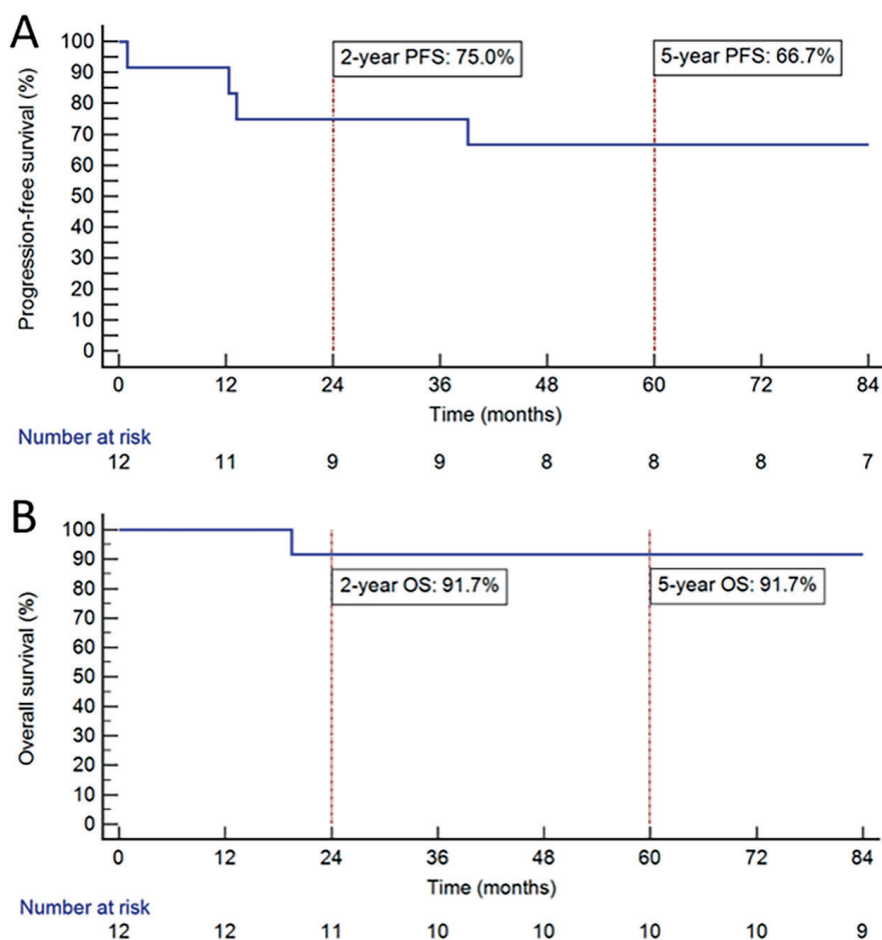 A
Progression-free survival (%)
100
90
80
70
60
50
40
30
20
10
0
2-year PFS: 75.0%
5-year PFS: 66.7%
0 12 24 36 48 60 72 84
Time (months)
Number at risk
12 11 9 9 8 8 8 7
B
Overall survival (%)
100
90
80
70
60
50
40
30
20
10
0
2-year OS: 91.7%
5-year OS: 91.7%
0 12 24 36 48 60 72 84
Time (months)
Number at risk
12 12 11 10 10 10 10 9